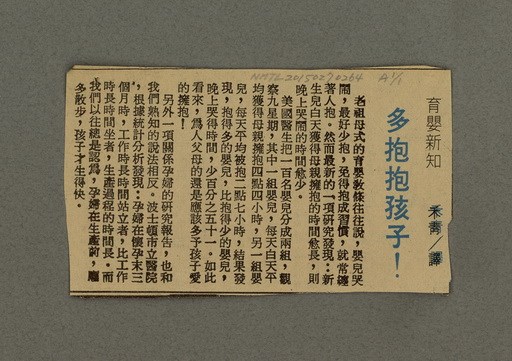 NMTL20150270264 A1/1
育嬰新知
禾青／譯
多抱抱孩子！
老祖母式的育嬰敎條往往說，嬰兒哭
鬧，最好少抱，免得抱成習慣，就常纏
著人抱。然而最新的一項研究發現：新
生兒白天獲得母親擁抱的時間愈長，則
晚上哭鬧的時間愈少。
美國醫生把一百名嬰兒分成兩組，觀
察九星期，其中一組嬰兒，每天白天平
均獲得母親擁抱四點四小時，另一組嬰
兒，每天平均被抱二點七小時，結果發
現，抱得多的嬰兒，比抱得少的嬰兒，
晚上哭得時間，少百分之五十一。如此
看來，爲人父母的還是應該多予孩子愛
的擁抱！
另外一項關係孕婦的硏究報告，也和
我們熟知的說法相反。波士頓市立醫院
，根據統計分析發現：孕婦在懷孕末三
個月時，工作時長時間站立者，比工作
時長時間坐者，生產過程的時間長。而
我們以往總是認爲，孕婦在生產前，應
多散步，孩子才生得快。